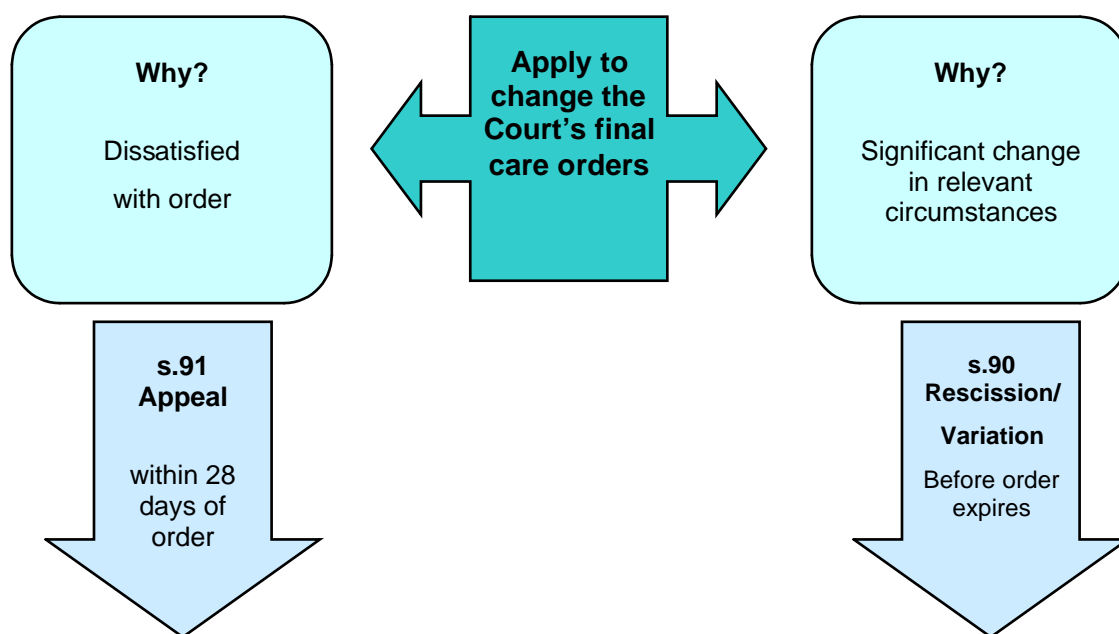 Why?
Dissatisfied
with order
Apply to
change the
Court’s final
care orders
Why?
Significant change
in relevant
circumstances
s.91
Appeal
within 28
days of
order
s.90
Rescission/
Variation
Before order
expires